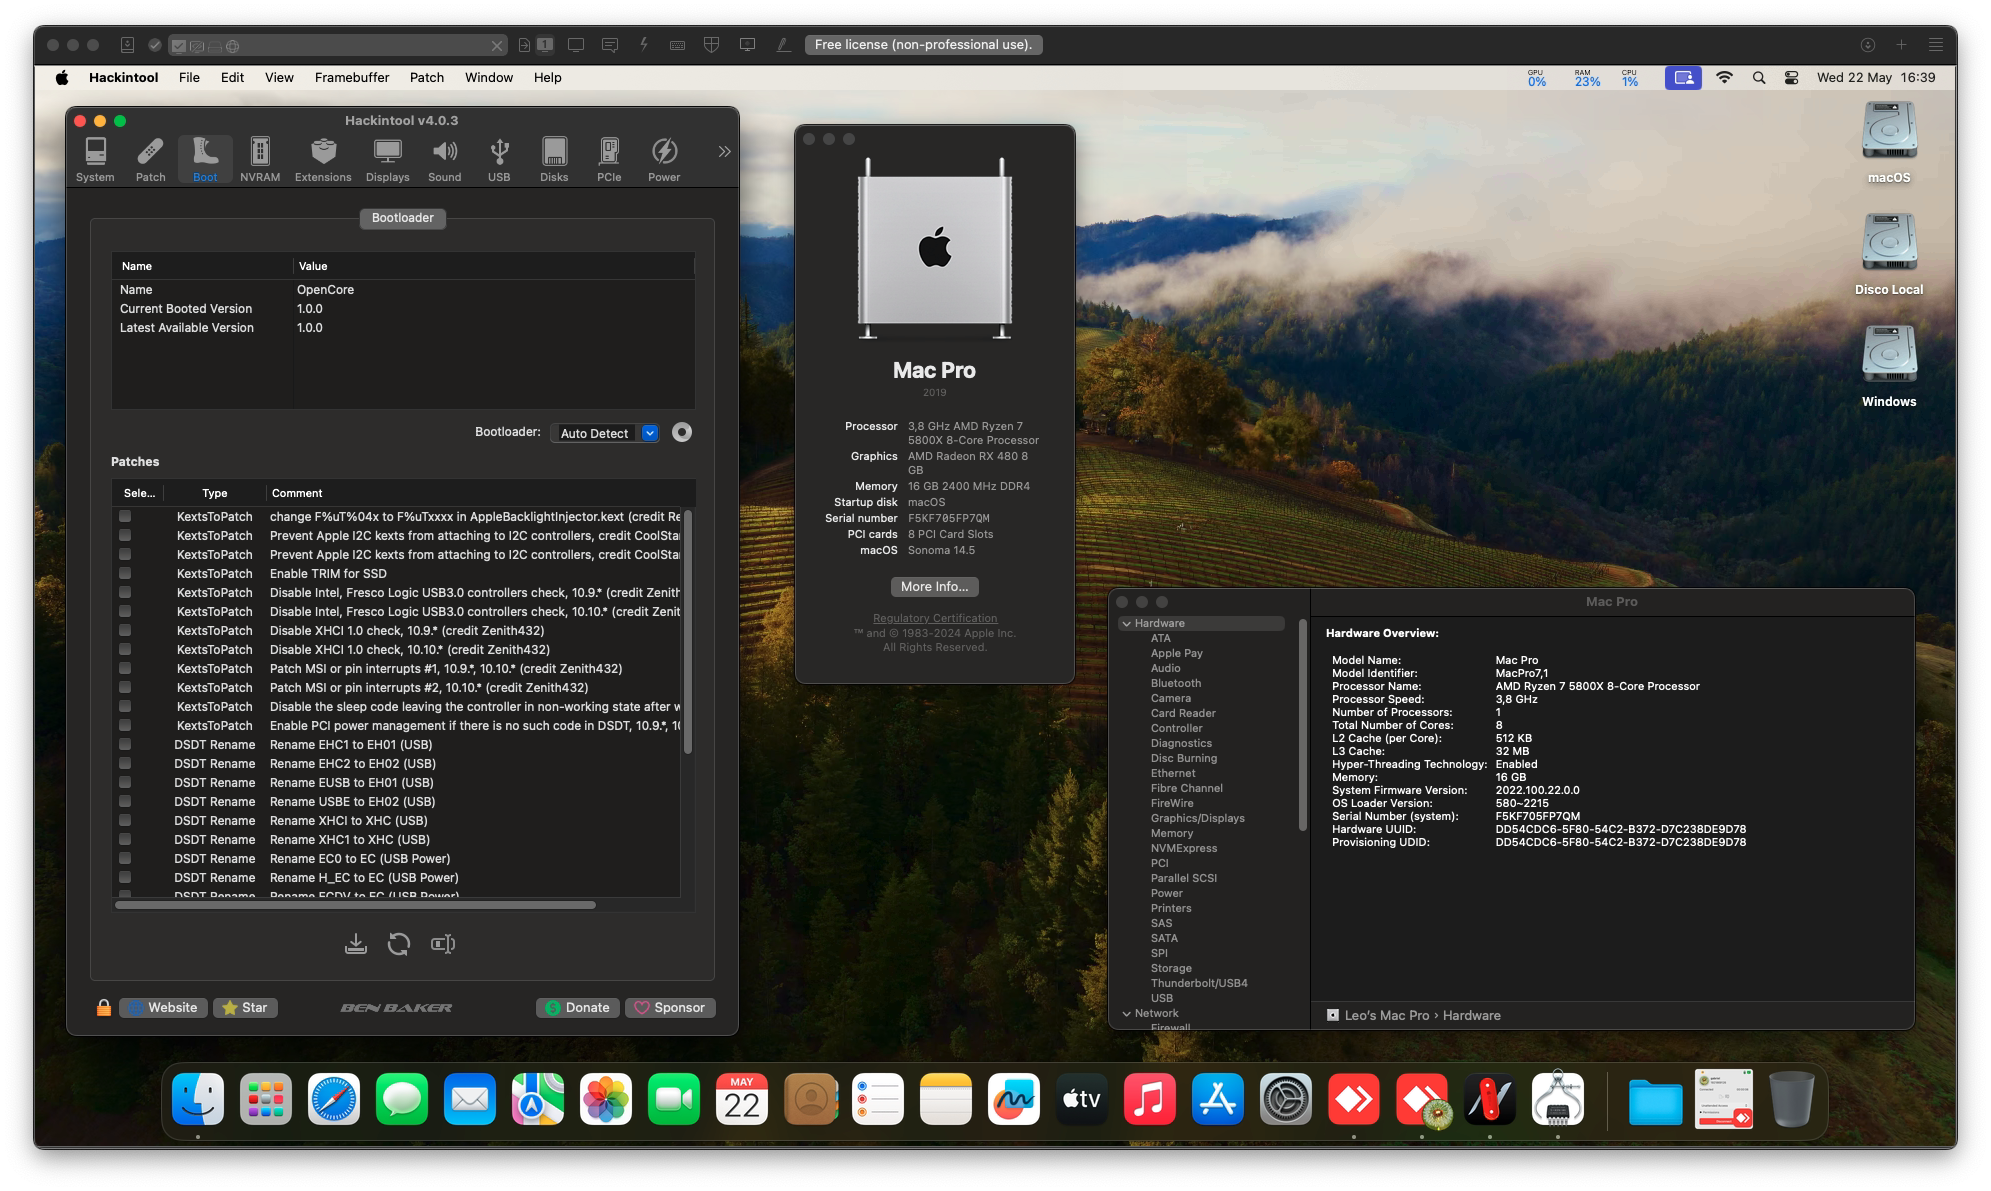 1
Free license (non-professional use).
Hackintool File Edit View Framebuffer Patch Window Help
GPU 0% RAM 23% CPU 1% Wed 22 May 16:39
Hackintool v4.0.3
System Patch Boot NVRAM Extensions Displays Sound USB Disks PCIe Power
Bootloader
Name Value
Name OpenCore
Current Booted Version 1.0.0
Latest Available Version 1.0.0
Bootloader: Auto Detect
Patches
Sele... Type Comment
KextsToPatch change F%uT%04x to F%uTxxxx in AppleBacklightInjector.kext (credit Re
KextsToPatch Prevent Apple I2C kexts from attaching to I2C controllers, credit CoolSta
KextsToPatch Prevent Apple I2C kexts from attaching to I2C controllers, credit CoolSta
KextsToPatch Enable TRIM for SSD
KextsToPatch Disable Intel, Fresco Logic USB3.0 controllers check, 10.9.* (credit Zenith
KextsToPatch Disable Intel, Fresco Logic USB3.0 controllers check, 10.10.* (credit Zenit
KextsToPatch Disable XHCI 1.0 check, 10.9.* (credit Zenith432)
KextsToPatch Disable XHCI 1.0 check, 10.10.* (credit Zenith432)
KextsToPatch Patch MSI or pin interrupts #1, 10.9.*, 10.10.* (credit Zenith432)
KextsToPatch Patch MSI or pin interrupts #2, 10.10.* (credit Zenith432)
KextsToPatch Disable the sleep code leaving the controller in non-working state after w
KextsToPatch Enable PCI power management if there is no such code in DSDT, 10.9.*, 10
DSDT Rename Rename EHC1 to EH01 (USB)
DSDT Rename Rename EHC2 to EH02 (USB)
DSDT Rename Rename EUSB to EH01 (USB)
DSDT Rename Rename USBE to EH02 (USB)
DSDT Rename Rename XHCI to XHC (USB)
DSDT Rename Rename XHC1 to XHC (USB)
DSDT Rename Rename EC0 to EC (USB Power)
DSDT Rename Rename H_EC to EC (USB Power)
DSDT Rename Rename ECDV to EC (USB Power)
Website Star BEN BAKER Donate Sponsor
Mac Pro
2019
Processor 3,8 GHz AMD Ryzen 7
5800X 8-Core Processor
Graphics AMD Radeon RX 480 8
GB
Memory 16 GB 2400 MHz DDR4
Startup disk macOS
Serial number F5KF705FP7QM
PCI cards 8 PCI Card Slots
macOS Sonoma 14.5
More Info...
Regulatory Certification
™ and © 1983-2024 Apple Inc.
All Rights Reserved.
macOS
Disco Local
Windows
Mac Pro
Hardware
ATA
Apple Pay
Audio
Bluetooth
Camera
Card Reader
Controller
Diagnostics
Disc Burning
Ethernet
Fibre Channel
FireWire
Graphics/Displays
Memory
NVMExpress
PCI
Parallel SCSI
Power
Printers
SAS
SATA
SPI
Storage
Thunderbolt/USB4
USB
Network
Firewall
Hardware Overview:
Model Name: Mac Pro
Model Identifier: MacPro7,1
Processor Name: AMD Ryzen 7 5800X 8-Core Processor
Processor Speed: 3,8 GHz
Number of Processors: 1
Total Number of Cores: 8
L2 Cache (per Core): 512 KB
L3 Cache: 32 MB
Hyper-Threading Technology: Enabled
Memory: 16 GB
System Firmware Version: 2022.100.22.0.0
OS Loader Version: 580~2215
Serial Number (system): F5KF705FP7QM
Hardware UUID: DD54CDC6-5F80-54C2-B372-D7C238DE9D78
Provisioning UDID: DD54CDC6-5F80-54C2-B372-D7C238DE9D78
Leo's Mac Pro › Hardware
MAY
22
tv